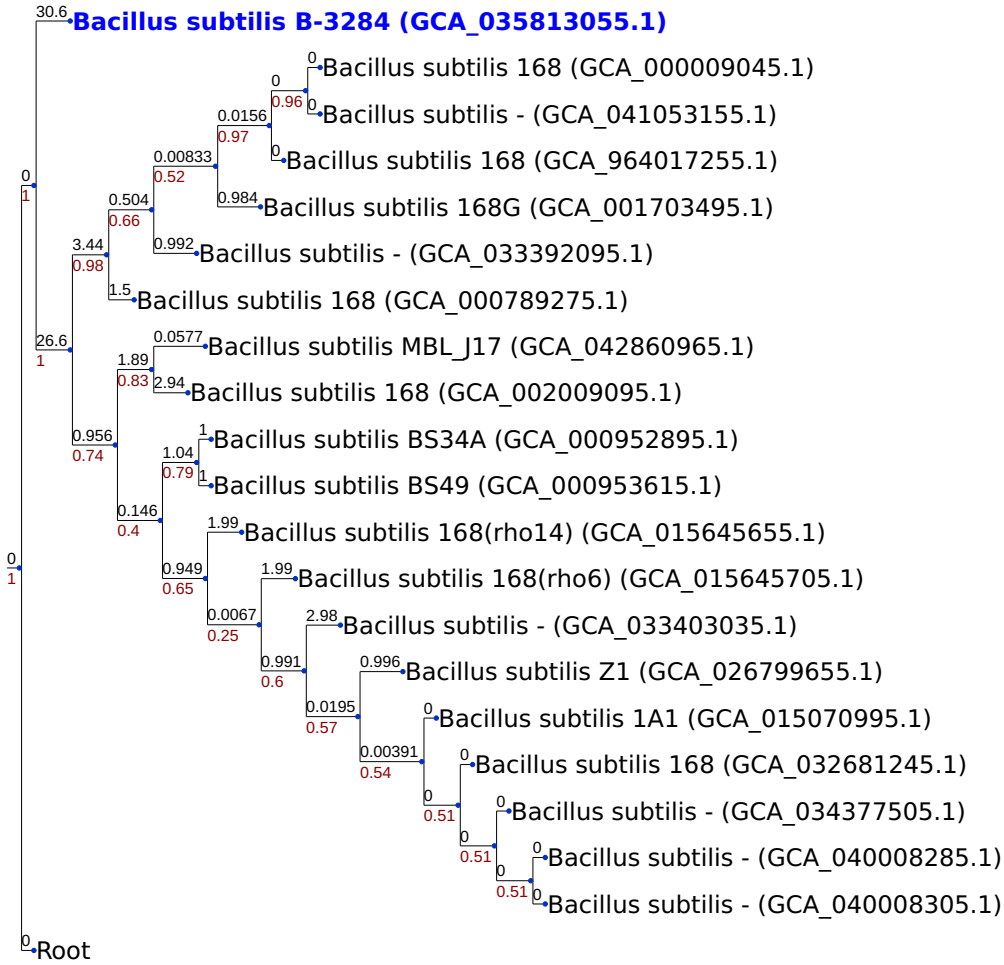 30.6
Bacillus subtilis B-3284 (GCA_035813055.1)
0
Bacillus subtilis 168 (GCA_000009045.1)
0
0.96
0
Bacillus subtilis - (GCA_041053155.1)
0.0156
0.97
0
Bacillus subtilis 168 (GCA_964017255.1)
0.00833
0.52
0.984
Bacillus subtilis 168G (GCA_001703495.1)
0
1
0.504
0.66
0.992
Bacillus subtilis - (GCA_033392095.1)
3.44
0.98
1.5
Bacillus subtilis 168 (GCA_000789275.1)
26.6
1
0.0577
Bacillus subtilis MBL_J17 (GCA_042860965.1)
1.89
0.83
2.94
Bacillus subtilis 168 (GCA_002009095.1)
0.956
0.74
1
Bacillus subtilis BS34A (GCA_000952895.1)
1.04
0.79
1
Bacillus subtilis BS49 (GCA_000953615.1)
0.146
0.4
1.99
Bacillus subtilis 168(rho14) (GCA_015645655.1)
0
1
0.949
0.65
1.99
Bacillus subtilis 168(rho6) (GCA_015645705.1)
0.0067
0.25
2.98
Bacillus subtilis - (GCA_033403035.1)
0.991
0.6
0.996
Bacillus subtilis Z1 (GCA_026799655.1)
0.0195
0.57
0
Bacillus subtilis 1A1 (GCA_015070995.1)
0.00391
0.54
0
Bacillus subtilis 168 (GCA_032681245.1)
0
0.51
0
Bacillus subtilis - (GCA_034377505.1)
0
0.51
0
Bacillus subtilis - (GCA_040008285.1)
0
0.51
0
Bacillus subtilis - (GCA_040008305.1)
0
Root